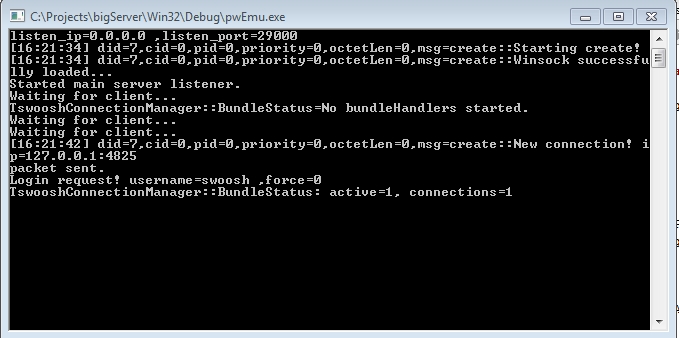 C:\Projects\bigServer\Win32\Debug\pwEmu.exe
listen_ip=0.0.0.0 ,listen_port=29000
[16:21:34] did=7,cid=0,pid=0,priority=0,octetLen=0,msg=create::Starting create!
[16:21:34] did=7,cid=0,pid=0,priority=0,octetLen=0,msg=create::Winsock successfu
lly loaded...
Started main server listener.
Waiting for client...
TswooshConnectionManager::BundleStatus=No bundleHandlers started.
Waiting for client...
Waiting for client...
[16:21:42] did=7,cid=0,pid=0,priority=0,octetLen=0,msg=create::New connection! i
p=127.0.0.1:4825
packet sent.
Login request! username=swoosh ,force=0
TswooshConnectionManager::BundleStatus: active=1, connections=1